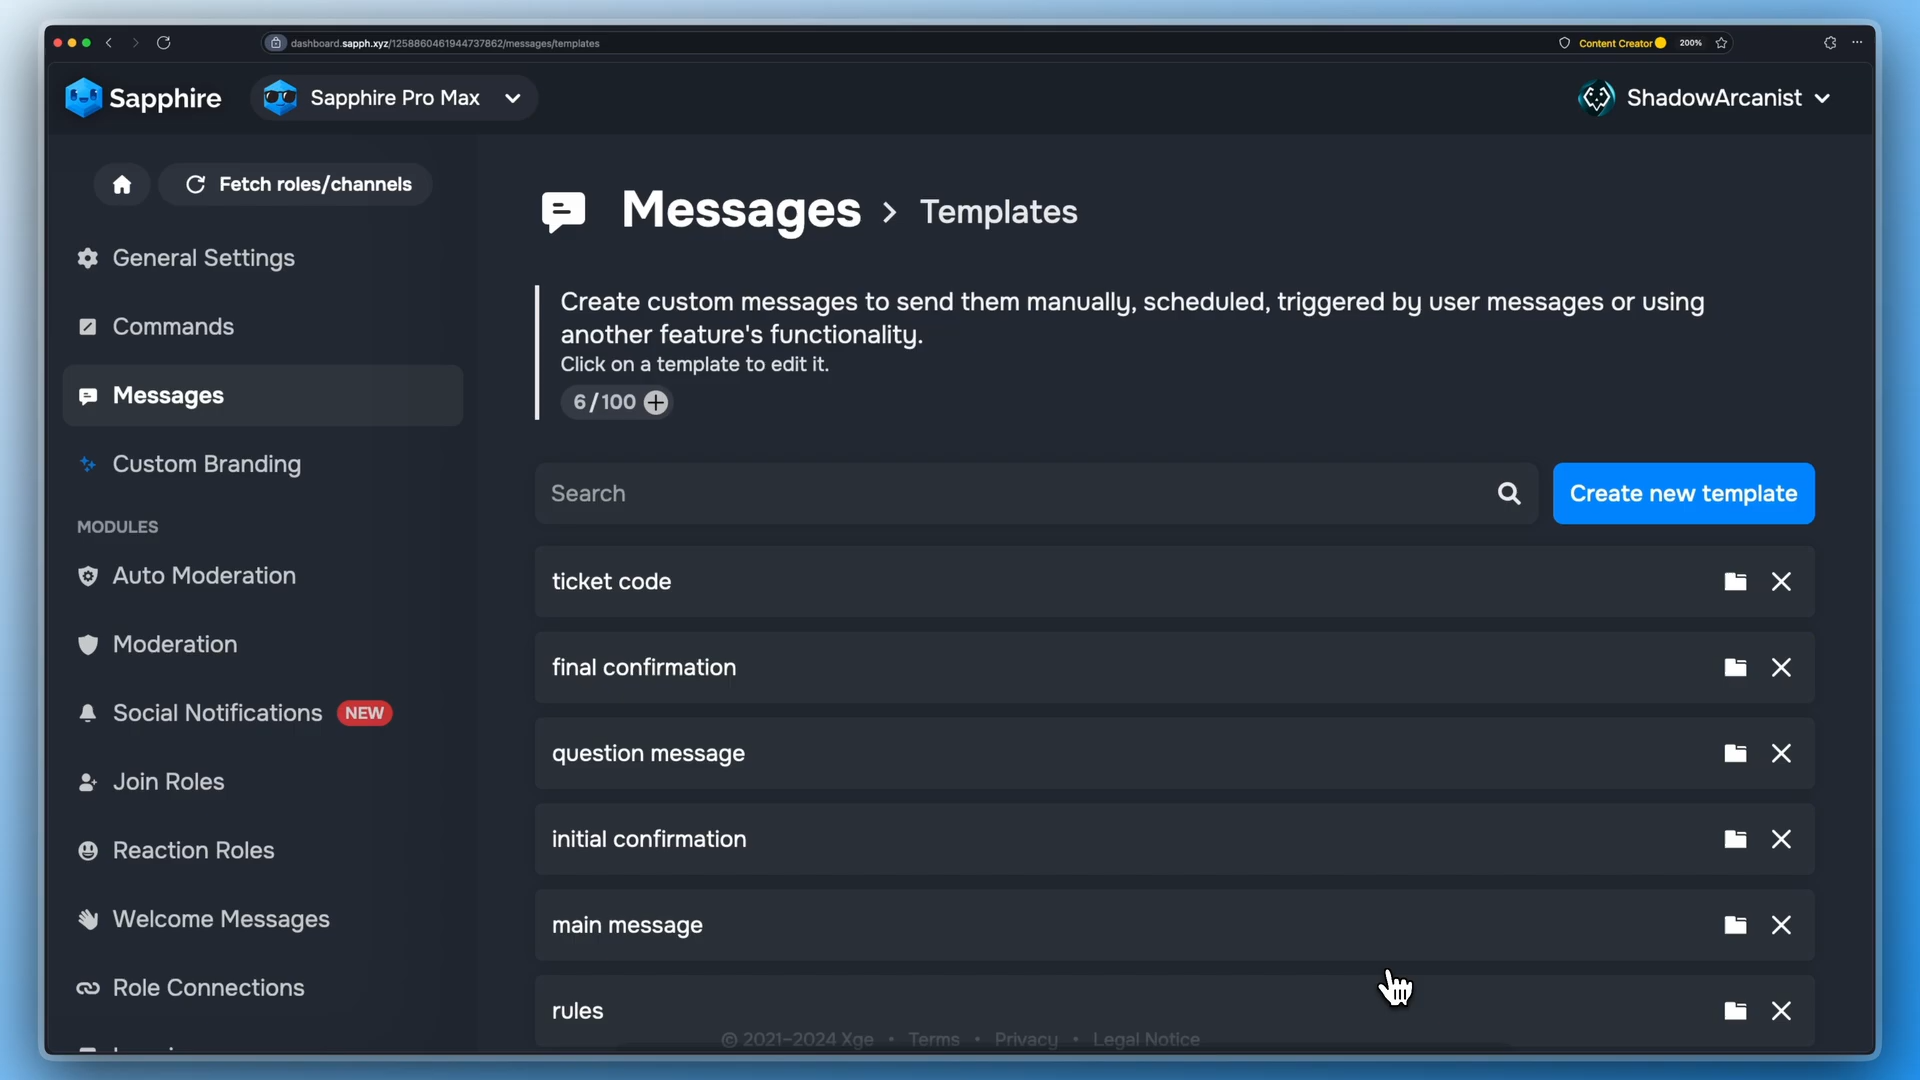 dashboard.sapph.xyz/1258860461944737862/messages/templates
Content Creator
200%
Sapphire
Sapphire Pro Max
ShadowArcanist
Fetch roles/channels
General Settings
Commands
Messages
Custom Branding
MODULES
Auto Moderation
Moderation
Social Notifications NEW
Join Roles
Reaction Roles
Welcome Messages
Role Connections
Messages > Templates
Create custom messages to send them manually, scheduled, triggered by user messages or using
another feature's functionality.
Click on a template to edit it.
6/100
Search
Create new template
ticket code
final confirmation
question message
initial confirmation
main message
rules
© 2021–2024 Xge • Terms • Privacy • Legal Notice